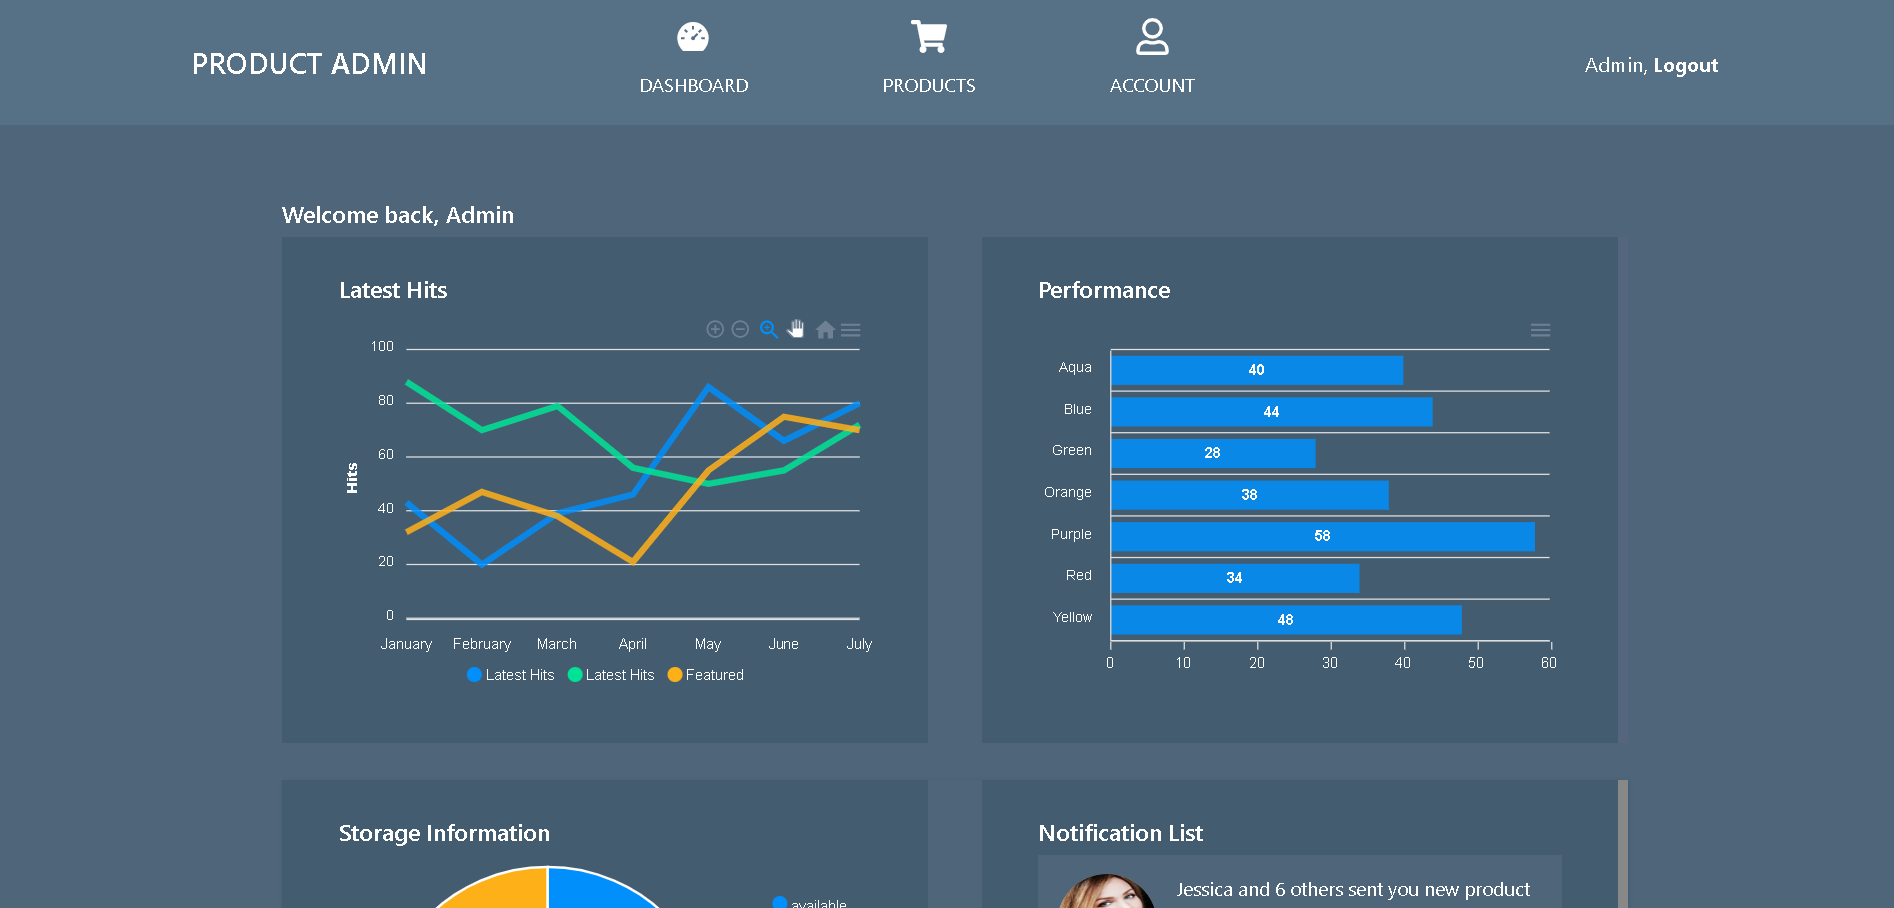 PRODUCT ADMIN
DASHBOARD
PRODUCTS
ACCOUNT
Admin, Logout
Welcome back, Admin
Latest Hits
100
80
60
40
20
0
Hits
January February March April May June July
Latest Hits Latest Hits Featured
Performance
Aqua 40
Blue 44
Green 28
Orange 38
Purple 58
Red 34
Yellow 48
0 10 20 30 40 50 60
Storage Information
available
Notification List
Jessica and 6 others sent you new product